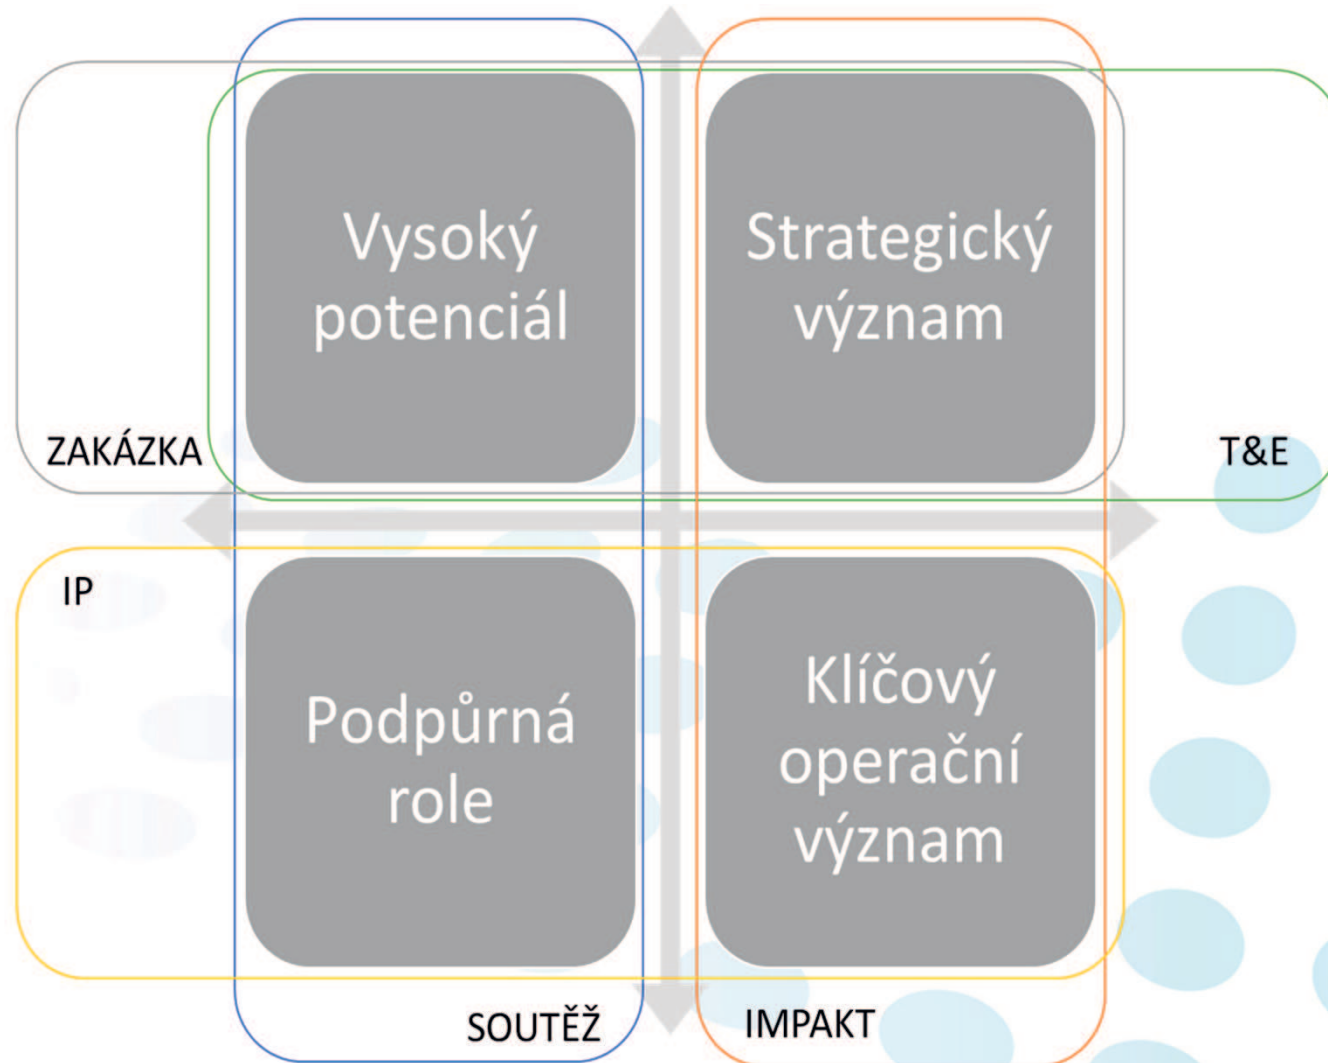 Vysoký
potenciál
Strategický
význam
ZAKÁZKA
T&E
IP
Podpůrná
role
Klíčový
operační
význam
SOUTĚŽ
IMPAKT